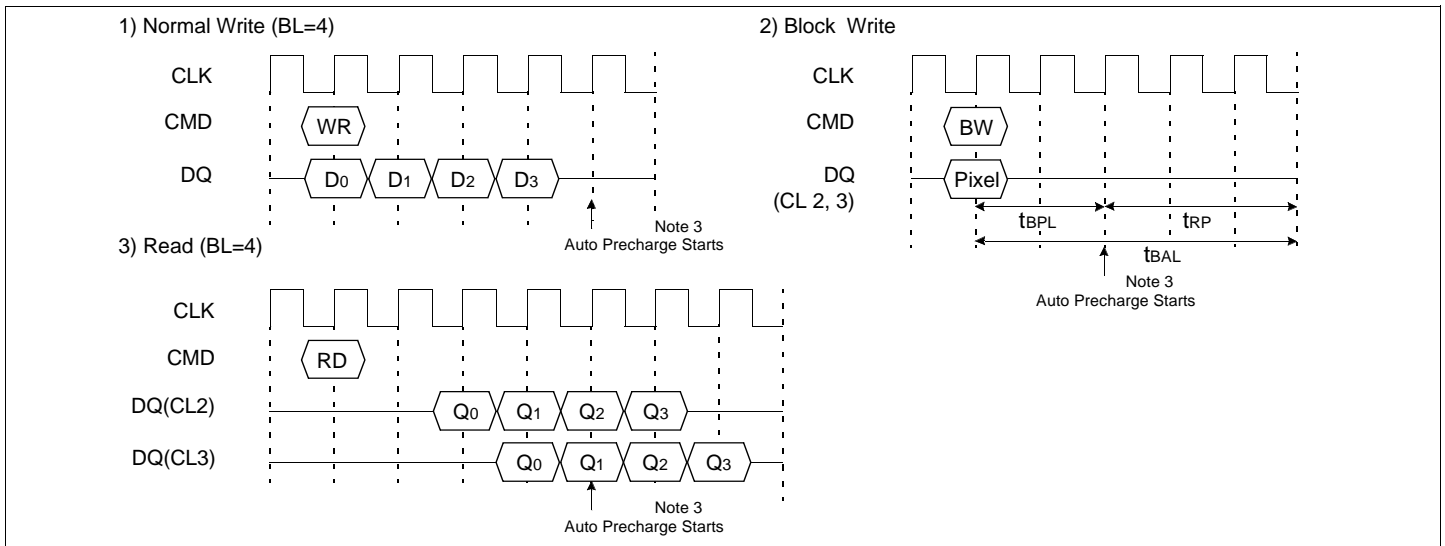 1) Normal Write (BL=4)
CLK
CMD
WR
DQ
D0 D1 D2 D3
Note 3
Auto Precharge Starts
2) Block Write
CLK
CMD
BW
DQ
(CL 2, 3)
Pixel
tBPL tRP
tBAL
Note 3
Auto Precharge Starts
3) Read (BL=4)
CLK
CMD
RD
DQ(CL2)
Q0 Q1 Q2 Q3
DQ(CL3)
Q0 Q1 Q2 Q3
Note 3
Auto Precharge Starts